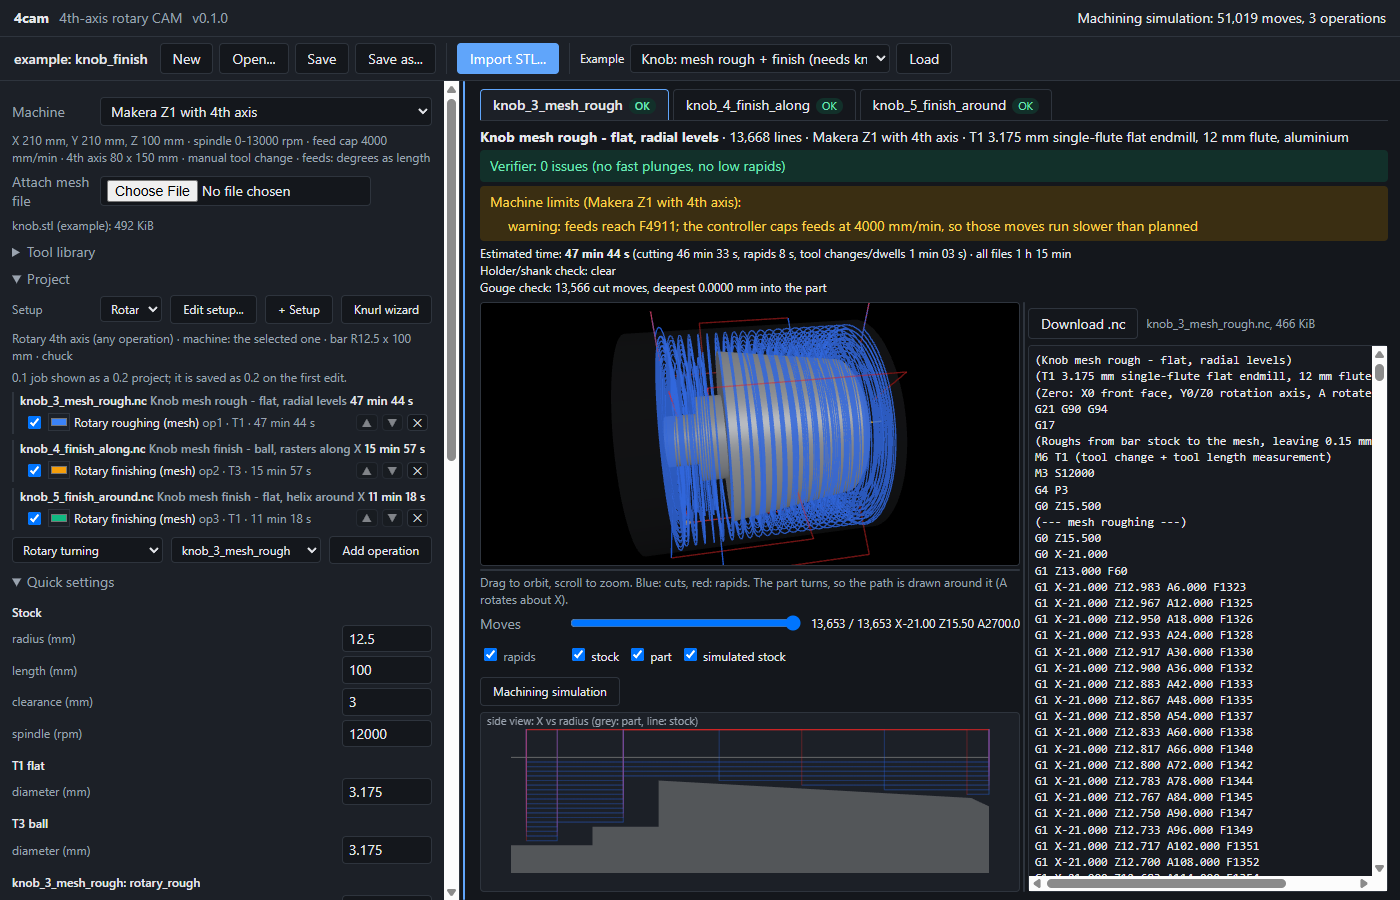 4cam 4th-axis rotary CAM v0.1.0
Machining simulation: 51,019 moves, 3 operations
example: knob_finish New Open... Save Save as... Import STL... Example Knob: mesh rough + finish (needs kn Load
Machine Makera Z1 with 4th axis
X 210 mm, Y 210 mm, Z 100 mm · spindle 0-13000 rpm · feed cap 4000
mm/min · 4th axis 80 x 150 mm · manual tool change · feeds: degrees as length
Attach mesh
file
Choose File No file chosen
knob.stl (example): 492 KiB
Tool library
Project
Setup Rotar Edit setup... + Setup Knurl wizard
Rotary 4th axis (any operation) · machine: the selected one · bar R12.5 x 100
mm · chuck
0.1 job shown as a 0.2 project; it is saved as 0.2 on the first edit.
knob_3_mesh_rough.nc Knob mesh rough - flat, radial levels 47 min 44 s
Rotary roughing (mesh) op1 · T1 · 47 min 44 s
knob_4_finish_along.nc Knob mesh finish - ball, rasters along X 15 min 57 s
Rotary finishing (mesh) op2 · T3 · 15 min 57 s
knob_5_finish_around.nc Knob mesh finish - flat, helix around X 11 min 18 s
Rotary finishing (mesh) op3 · T1 · 11 min 18 s
Rotary turning knob_3_mesh_rough Add operation
Quick settings
Stock
radius (mm) 12.5
length (mm) 100
clearance (mm) 3
spindle (rpm) 12000
T1 flat
diameter (mm) 3.175
T3 ball
diameter (mm) 3.175
knob_3_mesh_rough: rotary_rough
knob_3_mesh_rough OK knob_4_finish_along OK knob_5_finish_around OK
Knob mesh rough - flat, radial levels · 13,668 lines · Makera Z1 with 4th axis · T1 3.175 mm single-flute flat endmill, 12 mm flute, aluminium
Verifier: 0 issues (no fast plunges, no low rapids)
Machine limits (Makera Z1 with 4th axis):
warning: feeds reach F4911; the controller caps feeds at 4000 mm/min, so those moves run slower than planned
Estimated time: 47 min 44 s (cutting 46 min 33 s, rapids 8 s, tool changes/dwells 1 min 03 s) · all files 1 h 15 min
Holder/shank check: clear
Gouge check: 13,566 cut moves, deepest 0.0000 mm into the part
Drag to orbit, scroll to zoom. Blue: cuts, red: rapids. The part turns, so the path is drawn around it (A
rotates about X).
Moves 13,653 / 13,653 X-21.00 Z15.50 A2700.0
rapids stock part simulated stock
Machining simulation
side view: X vs radius (grey: part, line: stock)
Download .nc knob_3_mesh_rough.nc, 466 KiB
(Knob mesh rough - flat, radial levels)
(T1 3.175 mm single-flute flat endmill, 12 mm flute
(Zero: X0 front face, Y0/Z0 rotation axis, A rotate
G21 G90 G94
G17
(Roughs from bar stock to the mesh, leaving 0.15 mm
M6 T1 (tool change + tool length measurement)
M3 S12000
G4 P3
G0 Z15.500
(--- mesh roughing ---)
G0 Z15.500
G0 X-21.000
G1 Z13.000 F60
G1 X-21.000 Z12.983 A6.000 F1323
G1 X-21.000 Z12.967 A12.000 F1325
G1 X-21.000 Z12.950 A18.000 F1326
G1 X-21.000 Z12.933 A24.000 F1328
G1 X-21.000 Z12.917 A30.000 F1330
G1 X-21.000 Z12.900 A36.000 F1332
G1 X-21.000 Z12.883 A42.000 F1333
G1 X-21.000 Z12.867 A48.000 F1335
G1 X-21.000 Z12.850 A54.000 F1337
G1 X-21.000 Z12.833 A60.000 F1338
G1 X-21.000 Z12.817 A66.000 F1340
G1 X-21.000 Z12.800 A72.000 F1342
G1 X-21.000 Z12.783 A78.000 F1344
G1 X-21.000 Z12.767 A84.000 F1345
G1 X-21.000 Z12.750 A90.000 F1347
G1 X-21.000 Z12.733 A96.000 F1349
G1 X-21.000 Z12.717 A102.000 F1351
G1 X-21.000 Z12.700 A108.000 F1352